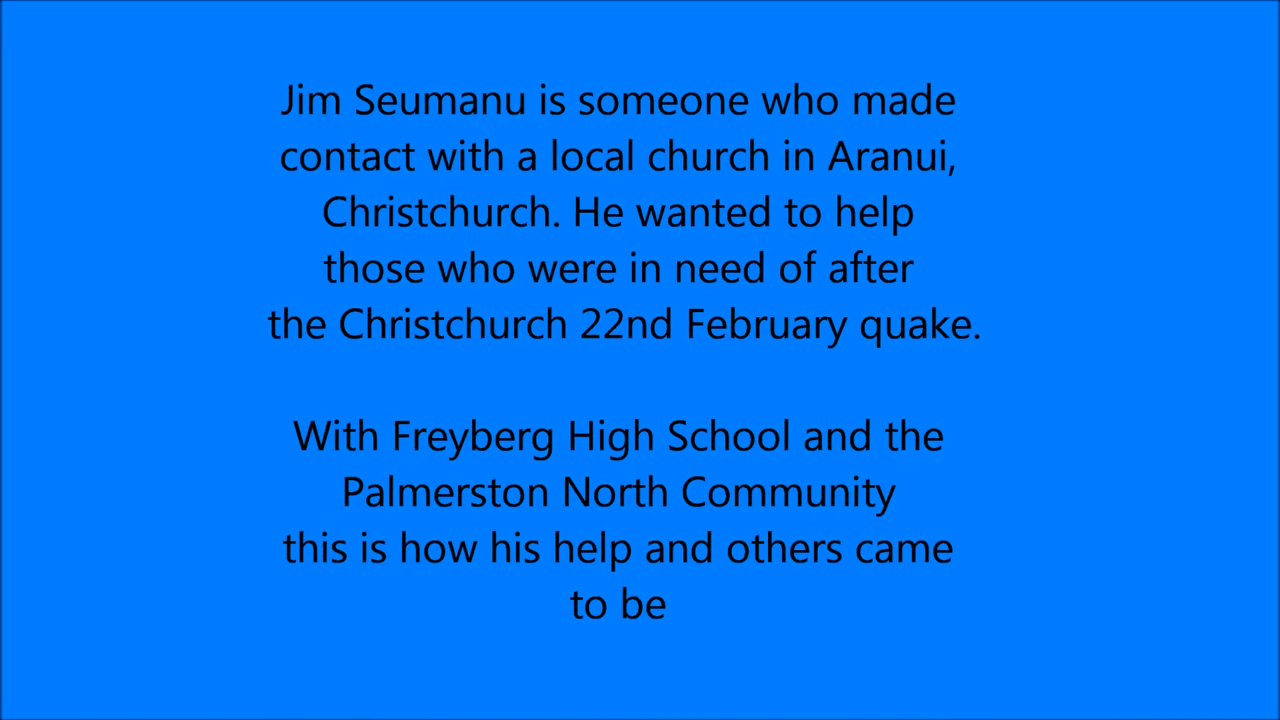 Jim Seumanu is someone who made
contact with a local church in Aranui,
Christchurch. He wanted to help
those who were in need of after
the Christchurch 22nd February quake.
With Freyberg High School and the
Palmerston North Community
this is how his help and others came
to be